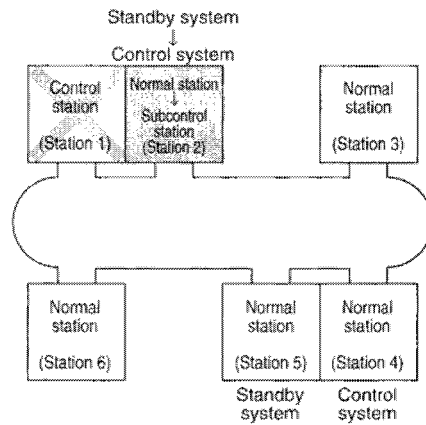 Standby system
↓
Control system
Control
station
(Station 1)
Normal station
↓
Subcontrol
station
(Station 2)
Normal
station
(Station 3)
Normal
station
(Station 6)
Normal
station
(Station 5)
Normal
station
(Station 4)
Standby
system
Control
system